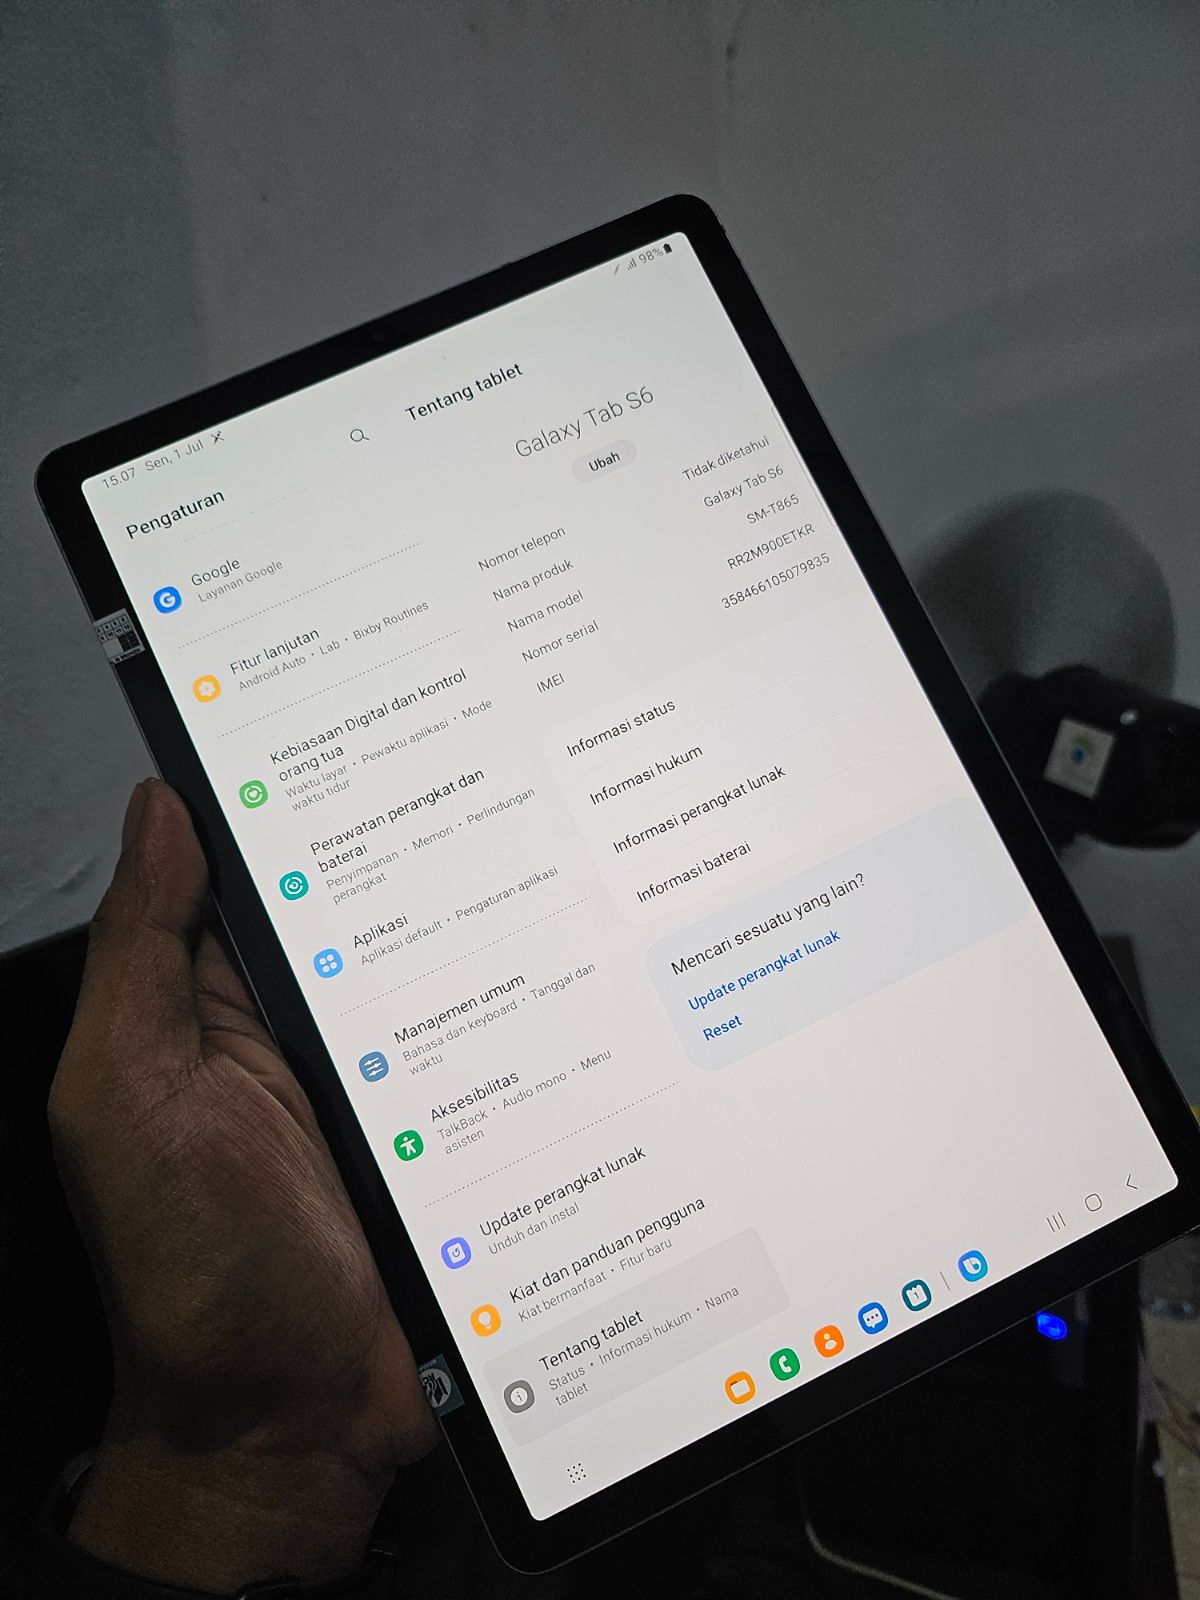 15.07 Sen, 1 Jul
98%
Pengaturan
Google
Layanan Google
Fitur lanjutan
Android Auto • Lab • Bixby Routines
Kebiasaan Digital dan kontrol
orang tua
Waktu layar • Pewaktu aplikasi • Mode
waktu tidur
Perawatan perangkat dan
baterai
Penyimpanan • Memori • Perlindungan
perangkat
Aplikasi
Aplikasi default • Pengaturan aplikasi
Manajemen umum
Bahasa dan keyboard • Tanggal dan
waktu
Aksesibilitas
TalkBack • Audio mono • Menu
asisten
Update perangkat lunak
Unduh dan instal
Kiat dan panduan pengguna
Kiat bermanfaat • Fitur baru
Tentang tablet
Status • Informasi hukum • Nama
tablet
Tentang tablet
Galaxy Tab S6
Ubah
Nomor telepon Tidak diketahui
Nama produk Galaxy Tab S6
Nama model SM-T865
Nomor serial RR2M900ETKR
IMEI 358466105079835
Informasi status
Informasi hukum
Informasi perangkat lunak
Informasi baterai
Mencari sesuatu yang lain?
Update perangkat lunak
Reset